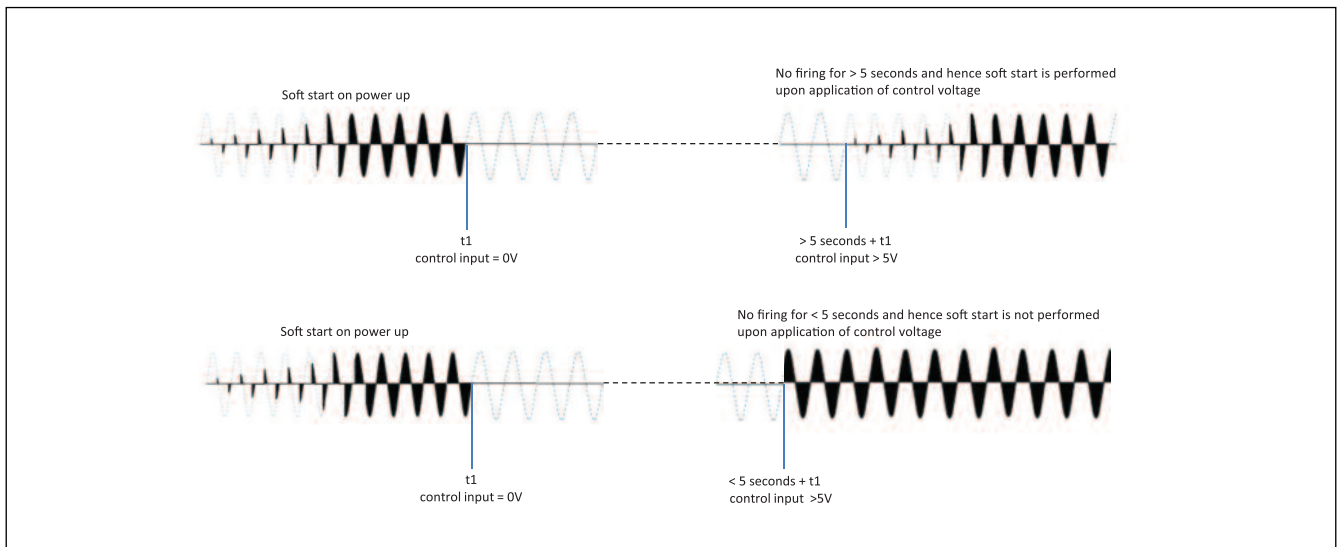 Soft start on power up
No firing for > 5 seconds and hence soft start is performed
upon application of control voltage
t1
control input = 0V
> 5 seconds + t1
control input > 5V
Soft start on power up
No firing for < 5 seconds and hence soft start is not performed
upon application of control voltage
t1
control input = 0V
< 5 seconds + t1
control input >5V